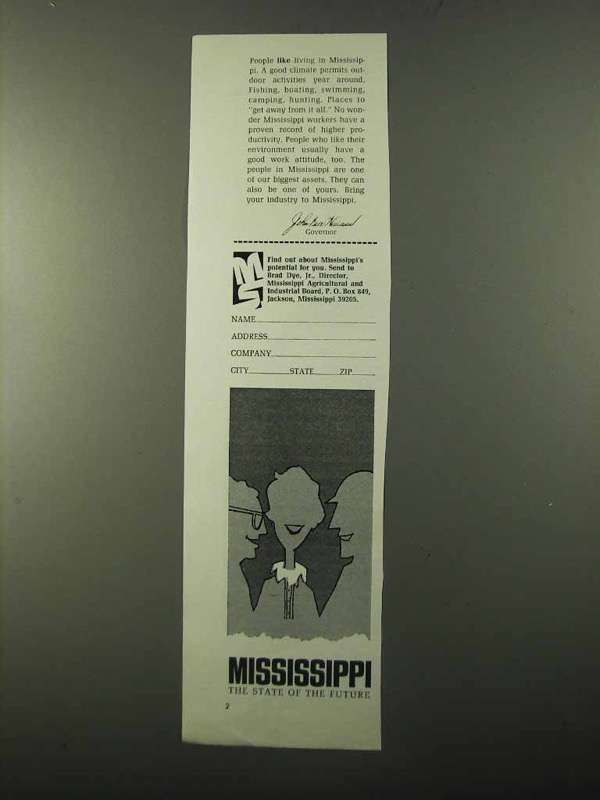 People like living in Mississip-
pi. A good climate permits out-
door activities year around.
Fishing, boating, swimming,
camping, hunting. Places to
"get away from it all." No won-
der Mississippi workers have a
proven record of higher pro-
ductivity. People who like their
environment usually have a
good work attitude, too. The
people in Mississippi are one
of our biggest assets. They can
also be one of yours. Bring
your industry to Mississippi.
Governor
MS
Find out about Mississippi's
potential for you. Send to
Brad Dye, Jr., Director,
Mississippi Agricultural and
Industrial Board, P. O. Box 849,
Jackson, Mississippi 39205.
NAME
ADDRESS
COMPANY
CITY STATE ZIP
MISSISSIPPI
THE STATE OF THE FUTURE
2